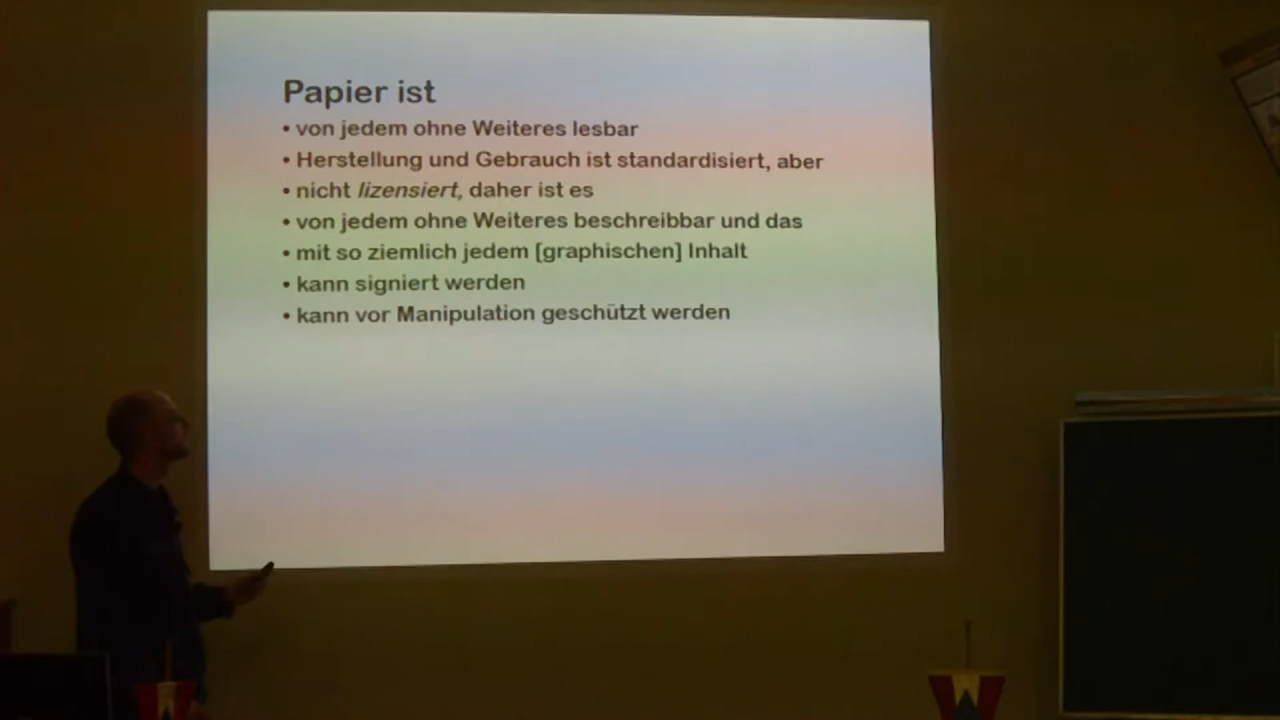 Papier ist
• von jedem ohne Weiteres lesbar
• Herstellung und Gebrauch ist standardisiert, aber
• nicht lizensiert, daher ist es
• von jedem ohne Weiteres beschreibbar und das
• mit so ziemlich jedem [graphischen] Inhalt
• kann signiert werden
• kann vor Manipulation geschützt werden